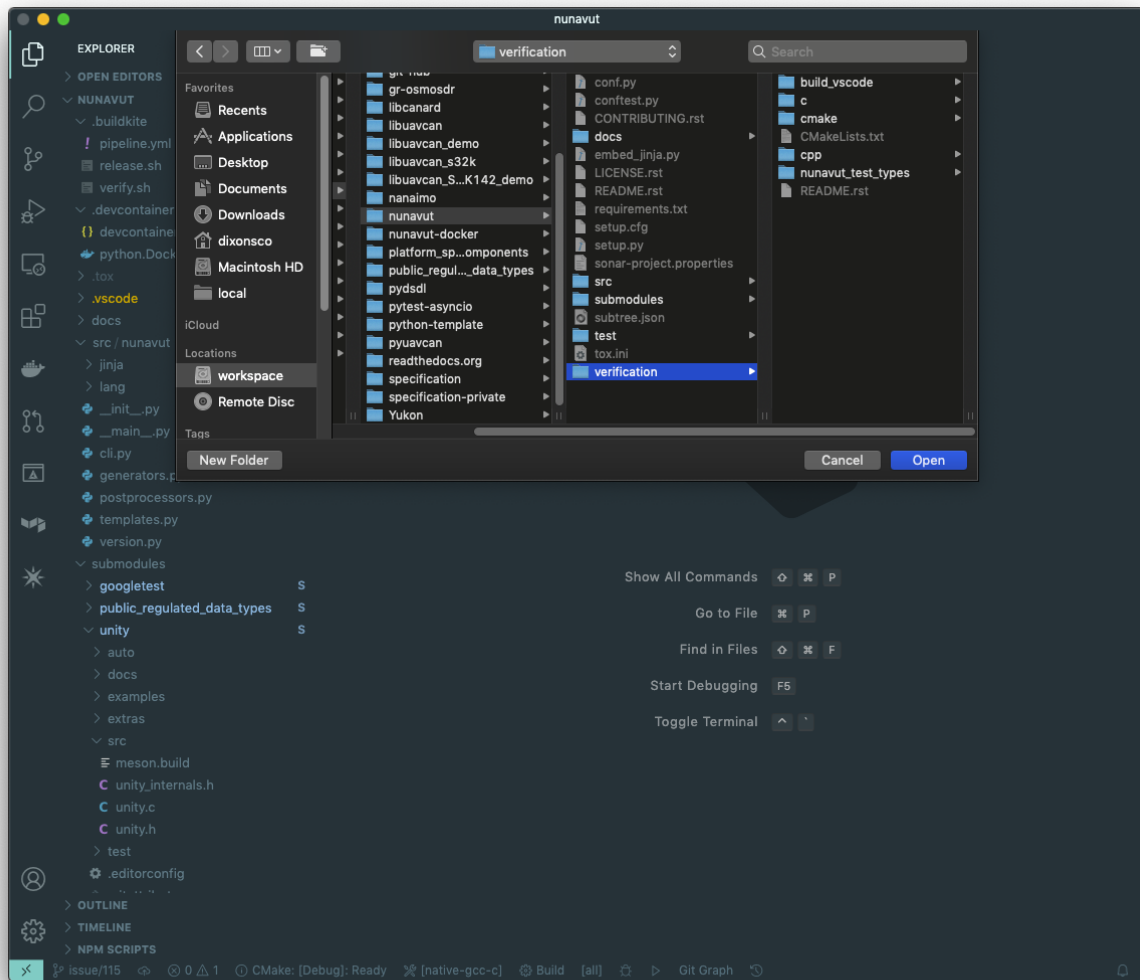 nunavut
EXPLORER
OPEN EDITORS
NUNAVUT
.buildkite
pipeline.yml
release.sh
verify.sh
.devcontainer
devcontaine
python.Dock
.tox
.vscode
docs
src / nunavut
jinja
lang
__init__.py
__main__.py
cli.py
generators.p
postprocessors.py
templates.py
version.py
submodules
googletest S
public_regulated_data_types S
unity S
auto
docs
examples
extras
src
meson.build
unity_internals.h
unity.c
unity.h
test
.editorconfig
OUTLINE
TIMELINE
NPM SCRIPTS
verification
Search
Favorites
Recents
Applications
Desktop
Documents
Downloads
dixonsco
Macintosh HD
local
iCloud
Locations
workspace
Remote Disc
Tags
gr-osmosdr
libcanard
libuavcan
libuavcan_demo
libuavcan_s32k
libuavcan_S...K142_demo
nanaimo
nunavut
nunavut-docker
platform_sp...omponents
public_regul..._data_types
pydsdl
pytest-asyncio
python-template
pyuavcan
readthedocs.org
specification
specification-private
Yukon
conf.py
conftest.py
CONTRIBUTING.rst
docs
embed_jinja.py
LICENSE.rst
README.rst
requirements.txt
setup.cfg
setup.py
sonar-project.properties
src
submodules
subtree.json
test
tox.ini
verification
build_vscode
c
cmake
CMakeLists.txt
cpp
nunavut_test_types
README.rst
New Folder
Cancel
Open
Show All Commands ⇧ ⌘ P
Go to File ⌘ P
Find in Files ⇧ ⌘ F
Start Debugging F5
Toggle Terminal ^ `
issue/115 0 1 CMake: [Debug]: Ready [native-gcc-c] Build [all] Git Graph